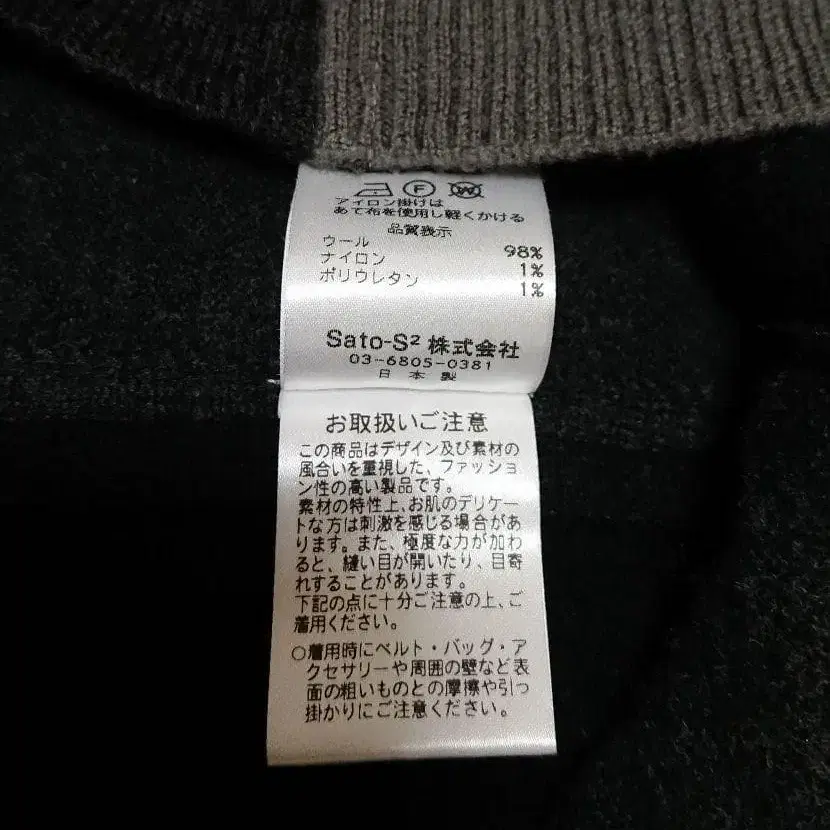 F W
アイロン掛けは
あて布を使用し軽くかける
品質表示
ウール 98%
ナイロン 1%
ポリウレタン 1%
Sato-S² 株式会社
03-6805-0381
日本製
お取扱いご注意
この商品はデザイン及び素材の
風合いを重視した、ファッショ
ン性の高い製品です。
素材の特性上、お肌のデリケー
トな方は刺激を感じる場合があ
ります。また、極度な力が加わ
ると、縫い目が開いたり、目寄
れすることがあります。
下記の点に十分ご注意の上、ご
着用ください。
○着用時にベルト・バッグ・ア
クセサリーや周囲の壁など表
面の粗いものとの摩擦や引っ
掛かりにご注意ください。